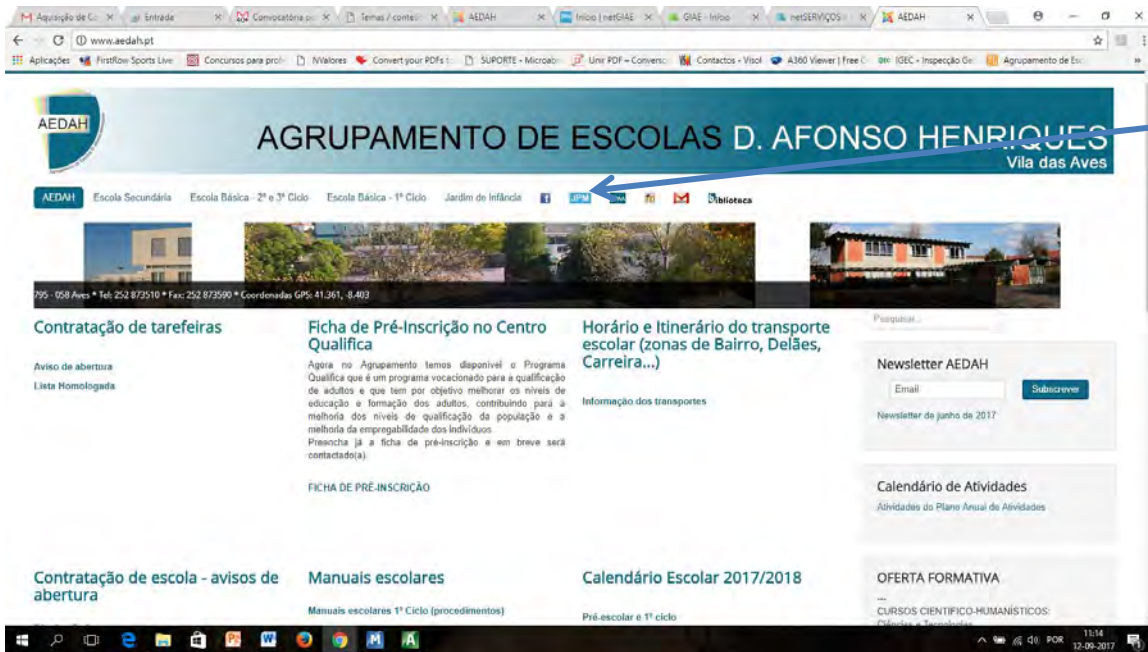 Aquisição de C
Entrada
Convocatória p
Temas / conteú
AEDAH
Início | netGIAE
GIAE - Início
netSERVIÇOS
AEDAH
www.aedah.pt
Aplicações
FirstRow Sports Live
Concursos para prof
NValores
Convert your PDFs t
SUPORTE - Microab
Unir PDF – Converso
Contactos - Visol
A360 Viewer | Free
IGEC - Inspecção Ge
Agrupamento de Es
AEDAH
AGRUPAMENTO DE ESCOLAS D. AFONSO HENRIQUES
Vila das Aves
AEDAH
Escola Secundária
Escola Básica - 2º e 3º Ciclo
Escola Básica - 1º Ciclo
Jardim de Infância
JPM
Biblioteca
795 - 058 Aves * Tel: 252 873510 * Fax: 252 873590 * Coordenadas GPS: 41.361, -8.403
Contratação de tarefeiras
Aviso de abertura
Lista Homologada
Ficha de Pré-Inscrição no Centro
Qualifica
Agora no Agrupamento temos disponível o Programa
Qualifica que é um programa vocacionado para a qualificação
de adultos e que tem por objetivo melhorar os níveis de
educação e formação dos adultos, contribuindo para a
melhoria dos níveis de qualificação da população e a
melhoria da empregabilidade dos indivíduos.
Preencha já a ficha de pré-inscrição e em breve será
contactado(a).
FICHA DE PRÉ-INSCRIÇÃO
Horário e Itinerário do transporte
escolar (zonas de Bairro, Delães,
Carreira...)
Informação dos transportes
Pesquisar...
Newsletter AEDAH
Email
Subscrever
Newsletter de junho de 2017
Calendário de Atividades
Atividades do Plano Anual de Atividades
Contratação de escola - avisos de
abertura
Manuais escolares
Manuais escolares 1º Ciclo (procedimentos)
Calendário Escolar 2017/2018
Pré-escolar e 1º ciclo
OFERTA FORMATIVA
...
CURSOS CIENTIFICO-HUMANÍSTICOS:
Ciências e Tecnologias
POR
11:14
12-09-2017